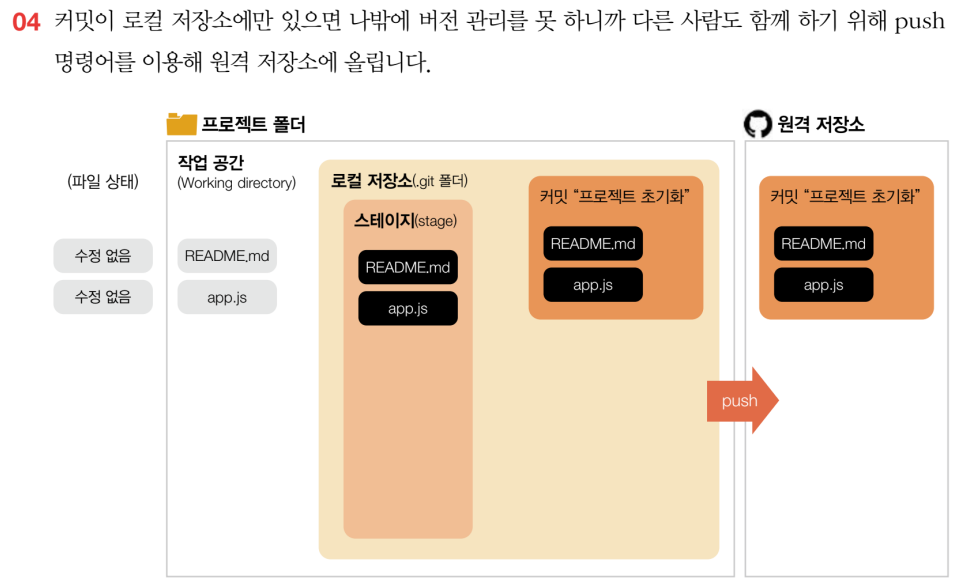 04 커밋이 로컬 저장소에만 있으면 나밖에 버전 관리를 못 하니까 다른 사람도 함께 하기 위해 push
명령어를 이용해 원격 저장소에 올립니다.
프로젝트 폴더
원격 저장소
(파일 상태)
작업 공간
(Working directory)
로컬 저장소(.git 폴더)
스테이지(stage)
커밋 “프로젝트 초기화”
커밋 “프로젝트 초기화”
수정 없음
README.md
README.md
README.md
README.md
수정 없음
app.js
app.js
app.js
app.js
push